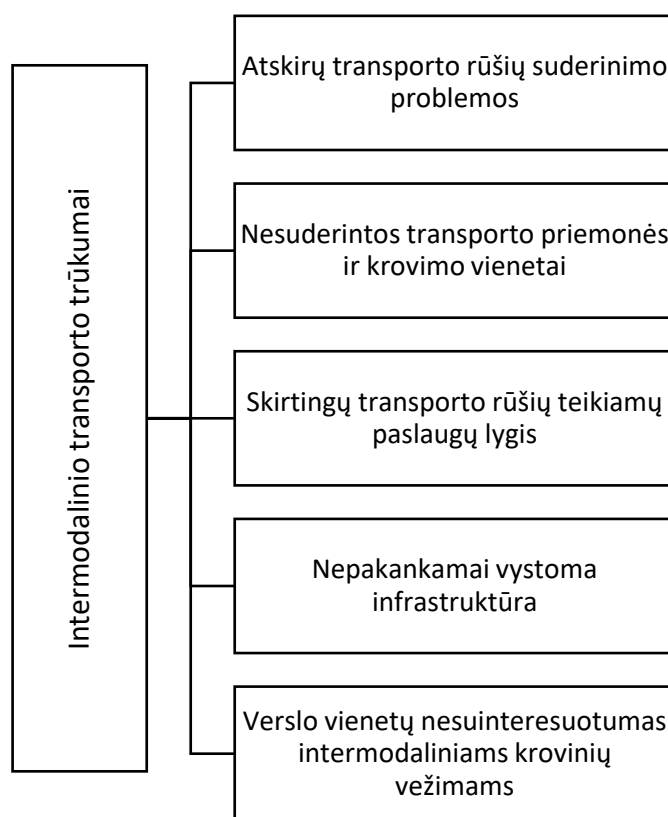 Intermodalinio transporto trūkumai
Atskirų transporto rūšių suderinimo
problemos
Nesuderintos transporto priemonės
ir krovimo vienetai
Skirtingų transporto rūšių teikiamų
paslaugų lygis
Nepakankamai vystoma
infrastruktūra
Verslo vienetų nesuinteresuotumas
intermodaliniams krovinių
vežimams